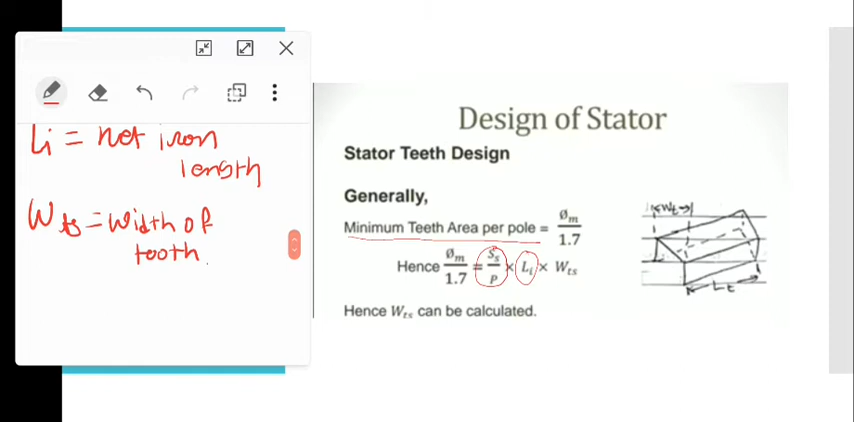 Li = net iron
length
Wts = width of
tooth.
Design of Stator
Stator Teeth Design
Generally,
Minimum Teeth Area per pole = Øm/1.7
Hence Øm/1.7 = Ss/P × Li × Wts
Hence Wts can be calculated.
Wt
Lt